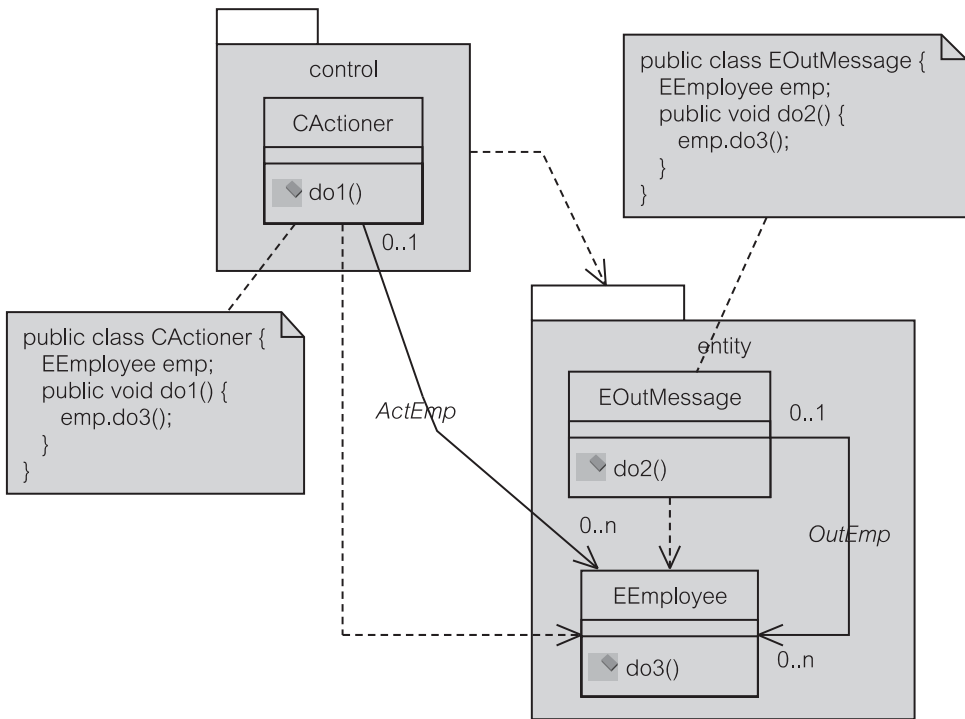 control
CActioner
do1()
0..1
public class EOutMessage {
EEmployee emp;
public void do2() {
emp.do3();
}
}
public class CActioner {
EEmployee emp;
public void do1() {
emp.do3();
}
}
ActEmp
entity
EOutMessage
0..1
do2()
0..n
OutEmp
EEmployee
do3()
0..n